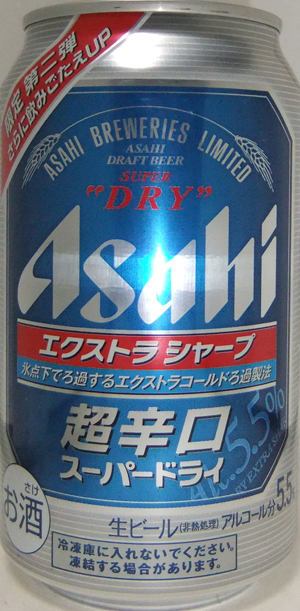 限定 第二弾
さらに飲みごたえUP
ASAHI BREWERIES LIMITED
ASAHI
DRAFT BEER
SUPER
"DRY"
Asahi
エクストラ シャープ
氷点下でろ過するエクストラコールドろ過製法
超辛口
スーパードライ
Alc.5.5%
さけ
お酒
生ビール(非熱処理) アルコール分5.5
冷凍庫に入れないでください。
凍結する場合があります。